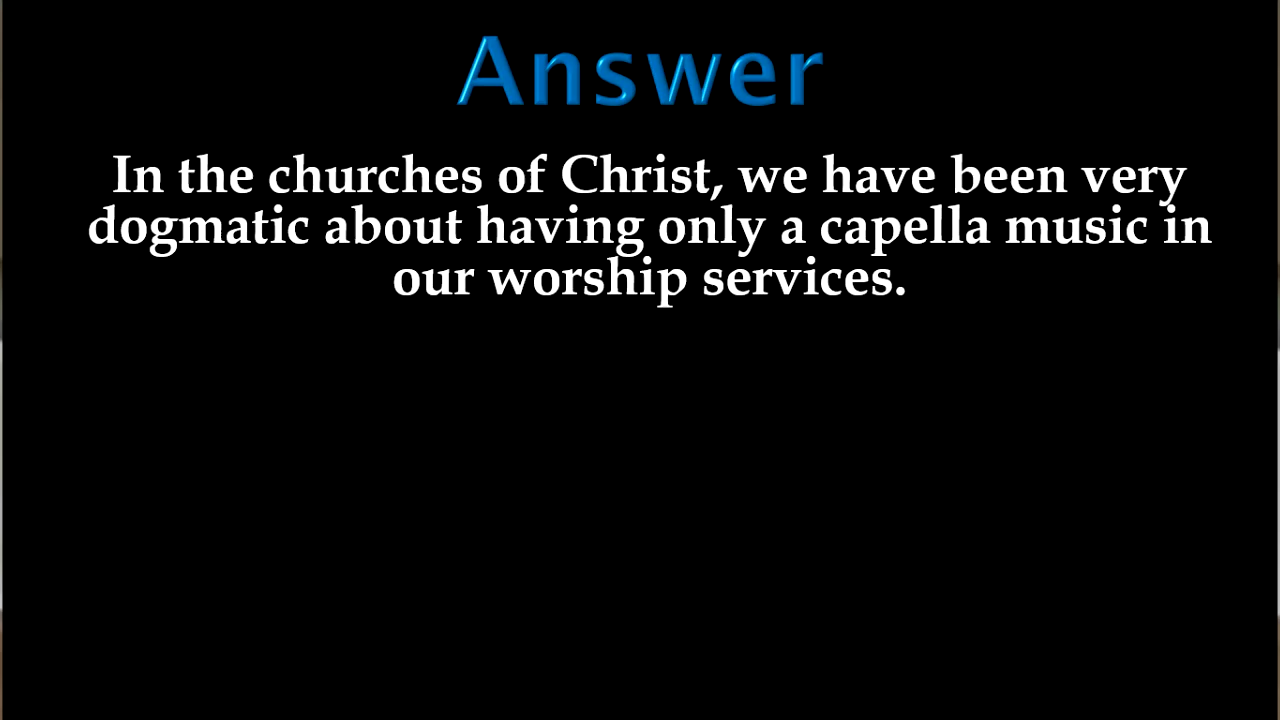 Answer
In the churches of Christ, we have been very
dogmatic about having only a capella music in
our worship services.